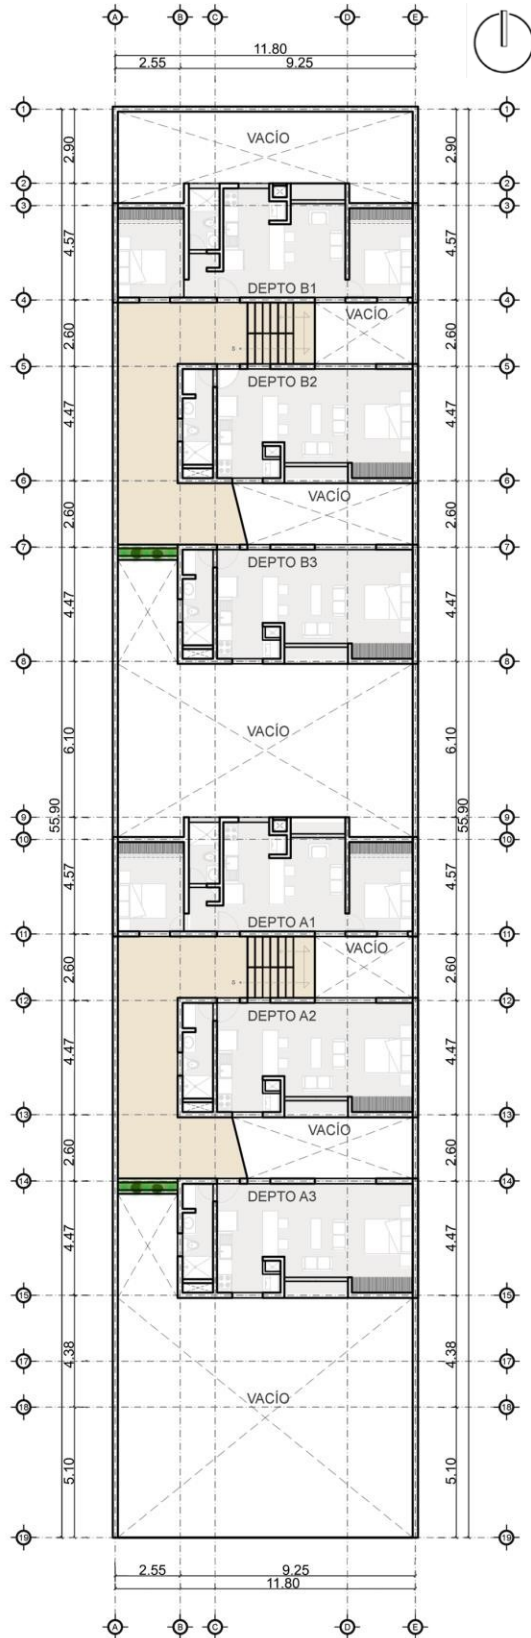 A B C D E
11.80
2.55 9.25
1 1
2.90 VACÍO 2.90
2 2
3 3
4.57 4.57
DEPTO B1
4 4
VACÍO
2.60 S 2.60
5 5
DEPTO B2
4.47 4.47
6 6
VACÍO
2.60 2.60
7 7
DEPTO B3
4.47 4.47
8 8
VACÍO
6.10 6.10
55.90 55.90
9 9
10 10
4.57 4.57
DEPTO A1
11 11
VACÍO
2.60 S 2.60
12 12
DEPTO A2
4.47 4.47
13 13
VACÍO
2.60 2.60
14 14
DEPTO A3
4.47 4.47
15 15
4.38 4.38
17 17
VACÍO
18 18
5.10 5.10
19 19
2.55 9.25
11.80
A B C D E